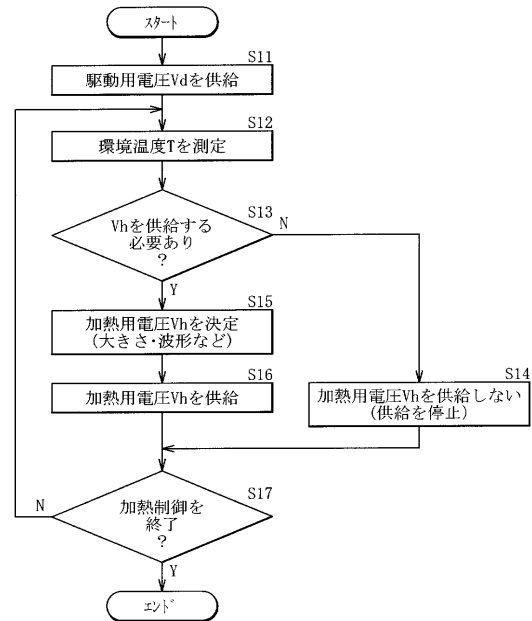 スタート
S11
駆動用電圧Vdを供給
S12
環境温度Tを測定
S13
Vhを供給する
必要あり
?
N
Y
S15
加熱用電圧Vhを決定
(大きさ・波形など)
S16
加熱用電圧Vhを供給
S14
加熱用電圧Vhを供給しない
(供給を停止)
S17
加熱制御を
終了
?
N
Y
エンド